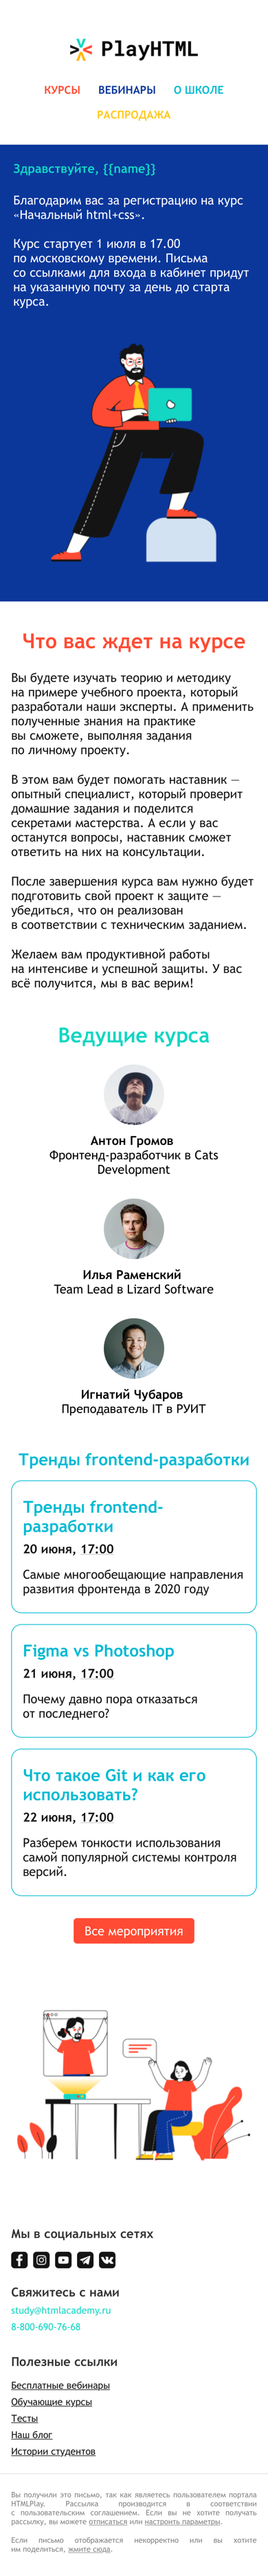 PlayHTML
КУРСЫ ВЕБИНАРЫ О ШКОЛЕ
РАСПРОДАЖА
Здравствуйте, {{name}}
Благодарим вас за регистрацию на курс
«Начальный html+css».
Курс стартует 1 июля в 17.00
по московскому времени. Письма
со ссылками для входа в кабинет придут
на указанную почту за день до старта
курса.
Что вас ждет на курсе
Вы будете изучать теорию и методику
на примере учебного проекта, который
разработали наши эксперты. А применить
полученные знания на практике
вы сможете, выполняя задания
по личному проекту.
В этом вам будет помогать наставник —
опытный специалист, который проверит
домашние задания и поделится
секретами мастерства. А если у вас
останутся вопросы, наставник сможет
ответить на них на консультации.
После завершения курса вам нужно будет
подготовить свой проект к защите —
убедиться, что он реализован
в соответствии с техническим заданием.
Желаем вам продуктивной работы
на интенсиве и успешной защиты. У вас
всё получится, мы в вас верим!
Ведущие курса
Антон Громов
Фронтенд-разработчик в Cats
Development
Илья Раменский
Team Lead в Lizard Software
Игнатий Чубаров
Преподаватель IT в РУИТ
Тренды frontend-разработки
Тренды frontend-
разработки
20 июня, 17:00
Самые многообещающие направления
развития фронтенда в 2020 году
Figma vs Photoshop
21 июня, 17:00
Почему давно пора отказаться
от последнего?
Что такое Git и как его
использовать?
22 июня, 17:00
Разберем тонкости использования
самой популярной системы контроля
версий.
Все мероприятия
Мы в социальных сетях
Свяжитесь с нами
study@htmlacademy.ru
8-800-690-76-68
Полезные ссылки
Бесплатные вебинары
Обучающие курсы
Тесты
Наш блог
Истории студентов
Вы получили это письмо, так как являетесь пользователем портала
HTMLPlay. Рассылка производится в соответствии
с пользовательским соглашением. Если вы не хотите получать
рассылку, вы можете отписаться или настроить параметры.
Если письмо отображается некорректно или вы хотите
им поделиться, жмите сюда.